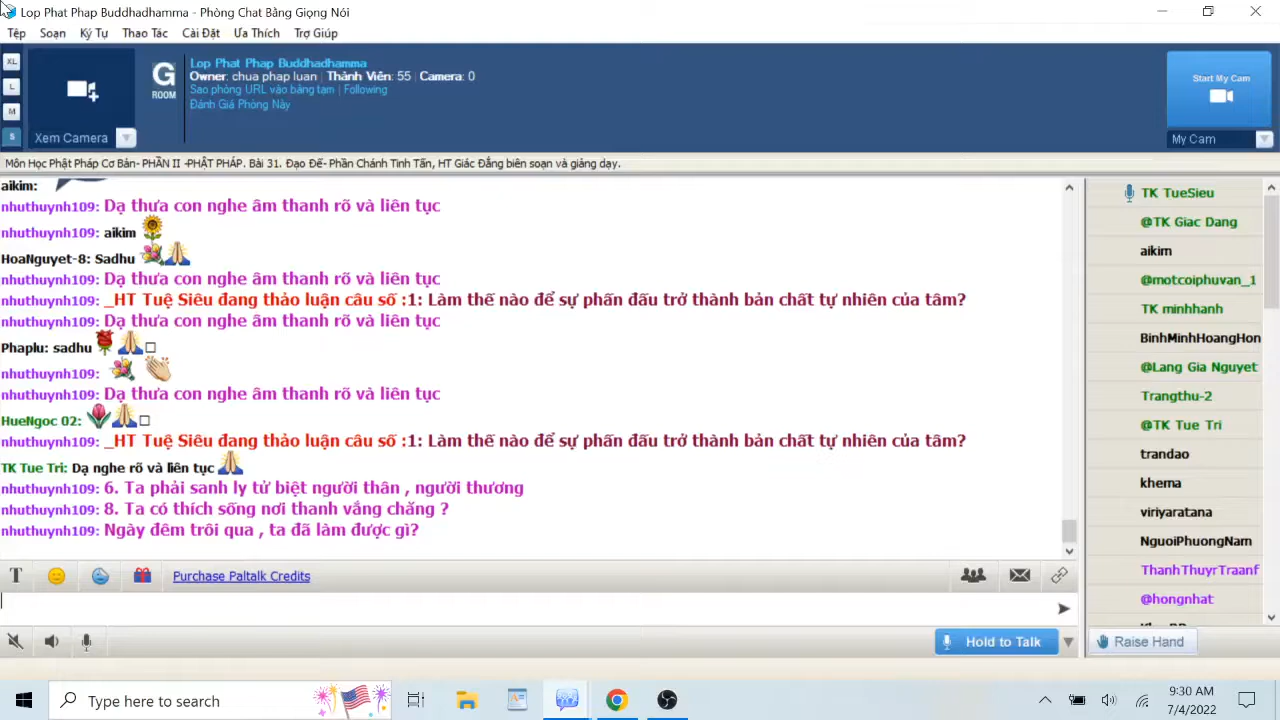 Lop Phat Phap Buddhadhamma - Phòng Chat Bằng Giọng Nói
Tệp Soạn Ký Tự Thao Tác Cài Đặt Ưa Thích Trợ Giúp
XL
L
M
S
Xem Camera
G
ROOM
Lop Phat Phap Buddhadhamma
Owner: chua phap luan | Thành Viên: 55 | Camera: 0
Sao phòng URL vào bảng tạm | Following
Đánh Giá Phòng Này
Start My Cam
My Cam
Môn Học Phật Pháp Cơ Bản- PHẦN II -PHẬT PHÁP. Bài 31. Đạo Đế- Phần Chánh Tinh Tấn, HT Giác Đẳng biên soạn và giảng dạy.
aikim:
nhuthuynh109: Dạ thưa con nghe âm thanh rõ và liên tục
nhuthuynh109: aikim
HoaNguyet-8: Sadhu
nhuthuynh109: Dạ thưa con nghe âm thanh rõ và liên tục
nhuthuynh109: _HT Tuệ Siêu đang thảo luận câu số :1: Làm thế nào để sự phấn đấu trở thành bản chất tự nhiên của tâm?
nhuthuynh109: Dạ thưa con nghe âm thanh rõ và liên tục
Phaplu: sadhu
nhuthuynh109:
nhuthuynh109: Dạ thưa con nghe âm thanh rõ và liên tục
HueNgoc 02:
nhuthuynh109: _HT Tuệ Siêu đang thảo luận câu số :1: Làm thế nào để sự phấn đấu trở thành bản chất tự nhiên của tâm?
TK Tue Tri: Dạ nghe rõ và liên tục
nhuthuynh109: 6. Ta phải sanh ly tử biệt người thân , người thương
nhuthuynh109: 8. Ta có thích sống nơi thanh vắng chăng ?
nhuthuynh109: Ngày đêm trôi qua , ta đã làm được gì?
TK TueSieu
@TK Giac Dang
aikim
@motcoiphuvan_1
TK minhhanh
BinhMinhHoangHon
@Lang Gia Nguyet
Trangthu-2
@TK Tue Tri
trandao
khema
viriyaratana
NguoiPhuongNam
ThanhThuyrTraanf
@hongnhat
T
Purchase Paltalk Credits
Hold to Talk
Raise Hand
Type here to search
9:30 AM
7/4/2022